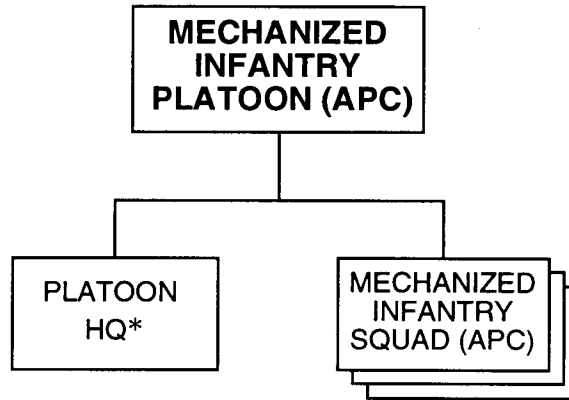 MECHANIZED
INFANTRY
PLATOON (APC)
PLATOON
HQ*
MECHANIZED
INFANTRY
SQUAD (APC)